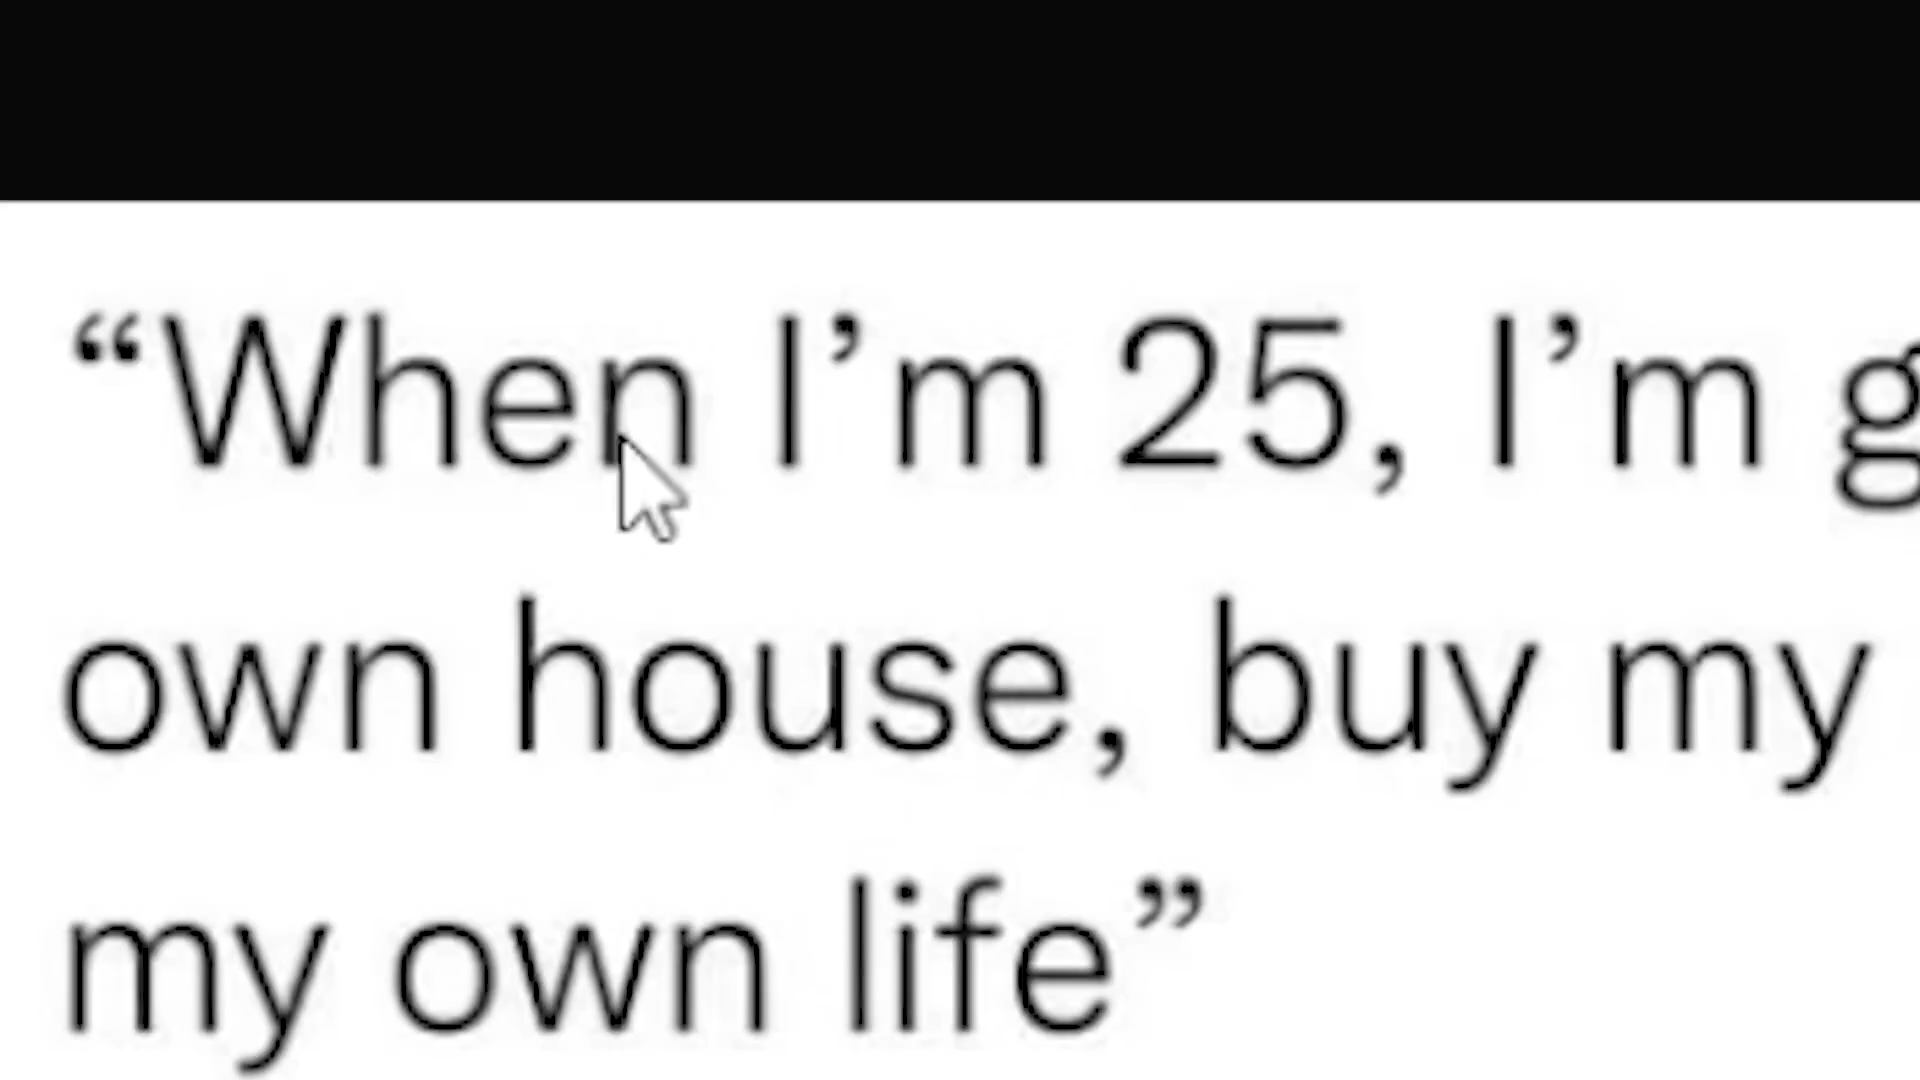 “When I’m 25, I’m g
own house, buy my
my own life”